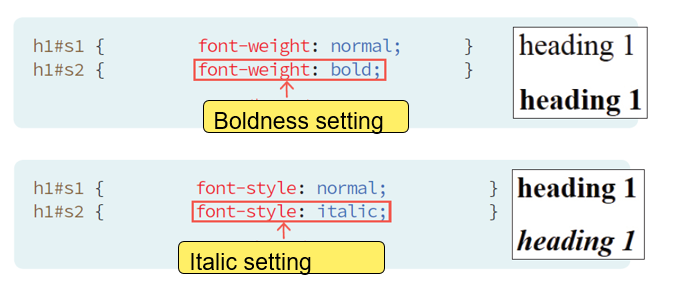 h1#s1 { font-weight: normal; } heading 1
h1#s2 { font-weight: bold; } heading 1
Boldness setting
h1#s1 { font-style: normal; } heading 1
h1#s2 { font-style: italic; } heading 1
Italic setting